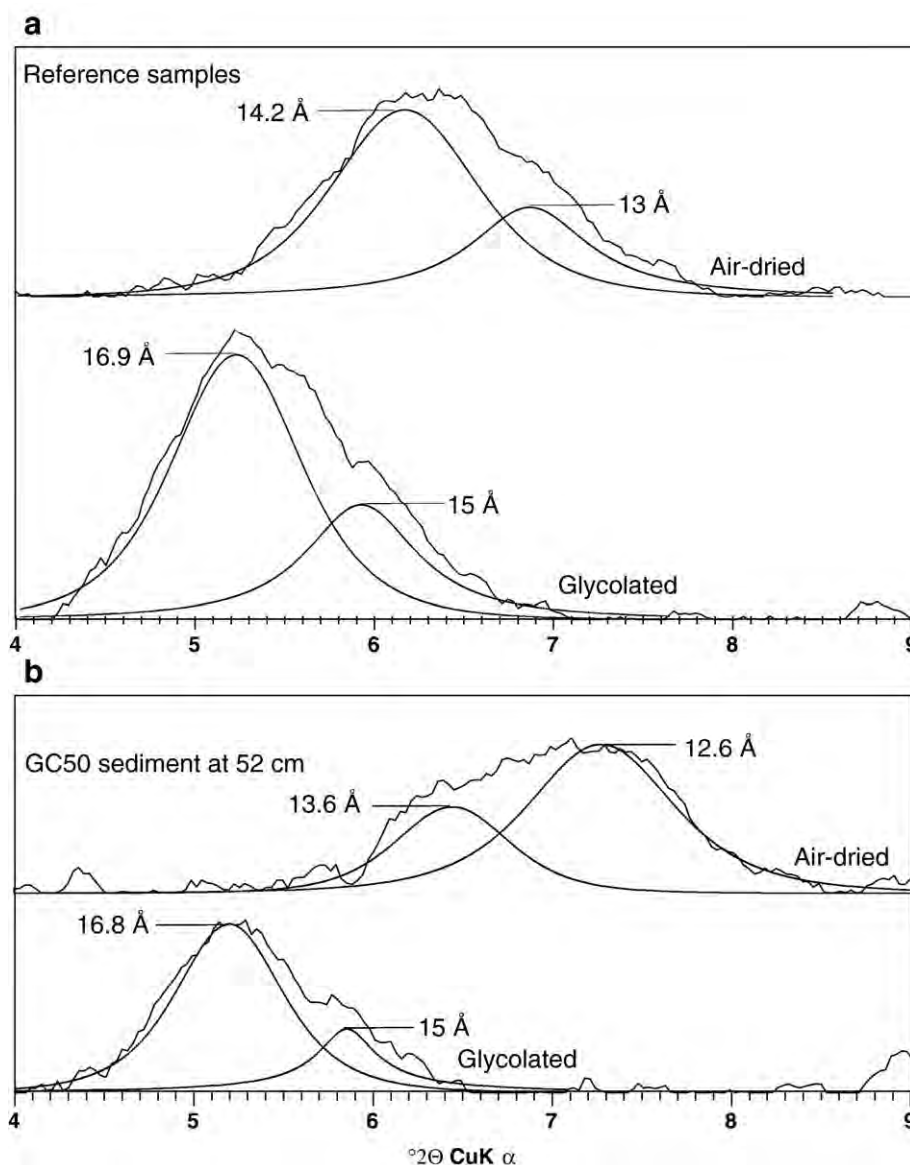 a
Reference samples
14.2 Å
13 Å
Air-dried
16.9 Å
15 Å
Glycolated
4 5 6 7 8 9
b
GC50 sediment at 52 cm
12.6 Å
13.6 Å
Air-dried
16.8 Å
15 Å
Glycolated
4 5 6 7 8 9
°2Θ CuK α